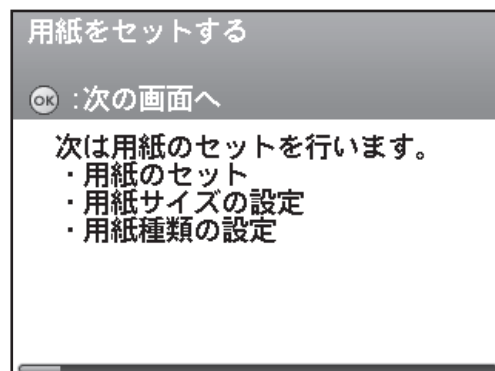 用紙をセットする
OK :次の画面へ
次は用紙のセットを行います。
・用紙のセット
・用紙サイズの設定
・用紙種類の設定